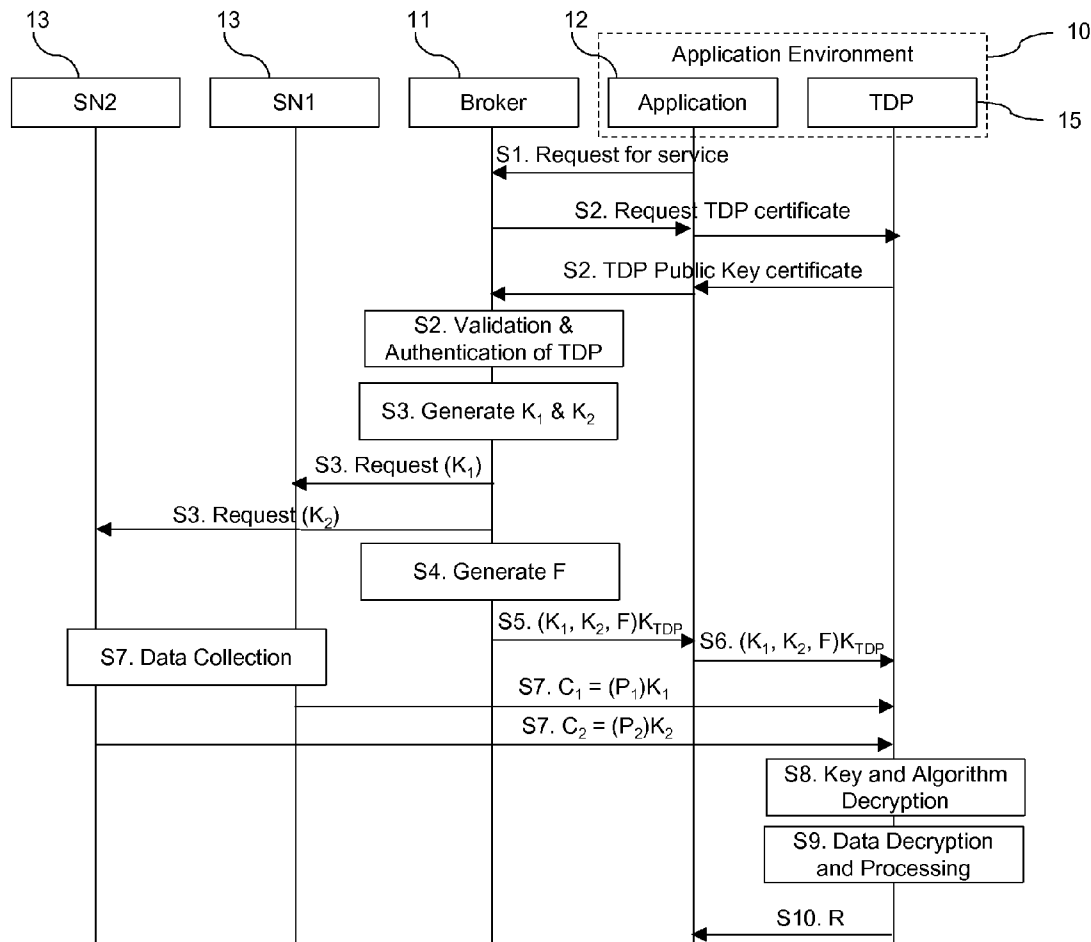 13
13
11
12
10
Application Environment
SN2
SN1
Broker
Application
TDP
15
S1. Request for service
S2. Request TDP certificate
S2. TDP Public Key certificate
S2. Validation &
Authentication of TDP
S3. Generate K₁ & K₂
S3. Request (K₁)
S3. Request (K₂)
S4. Generate F
S5. (K₁, K₂, F)K_TDP
S6. (K₁, K₂, F)K_TDP
S7. Data Collection
S7. C₁ = (P₁)K₁
S7. C₂ = (P₂)K₂
S8. Key and Algorithm
Decryption
S9. Data Decryption
and Processing
S10. R